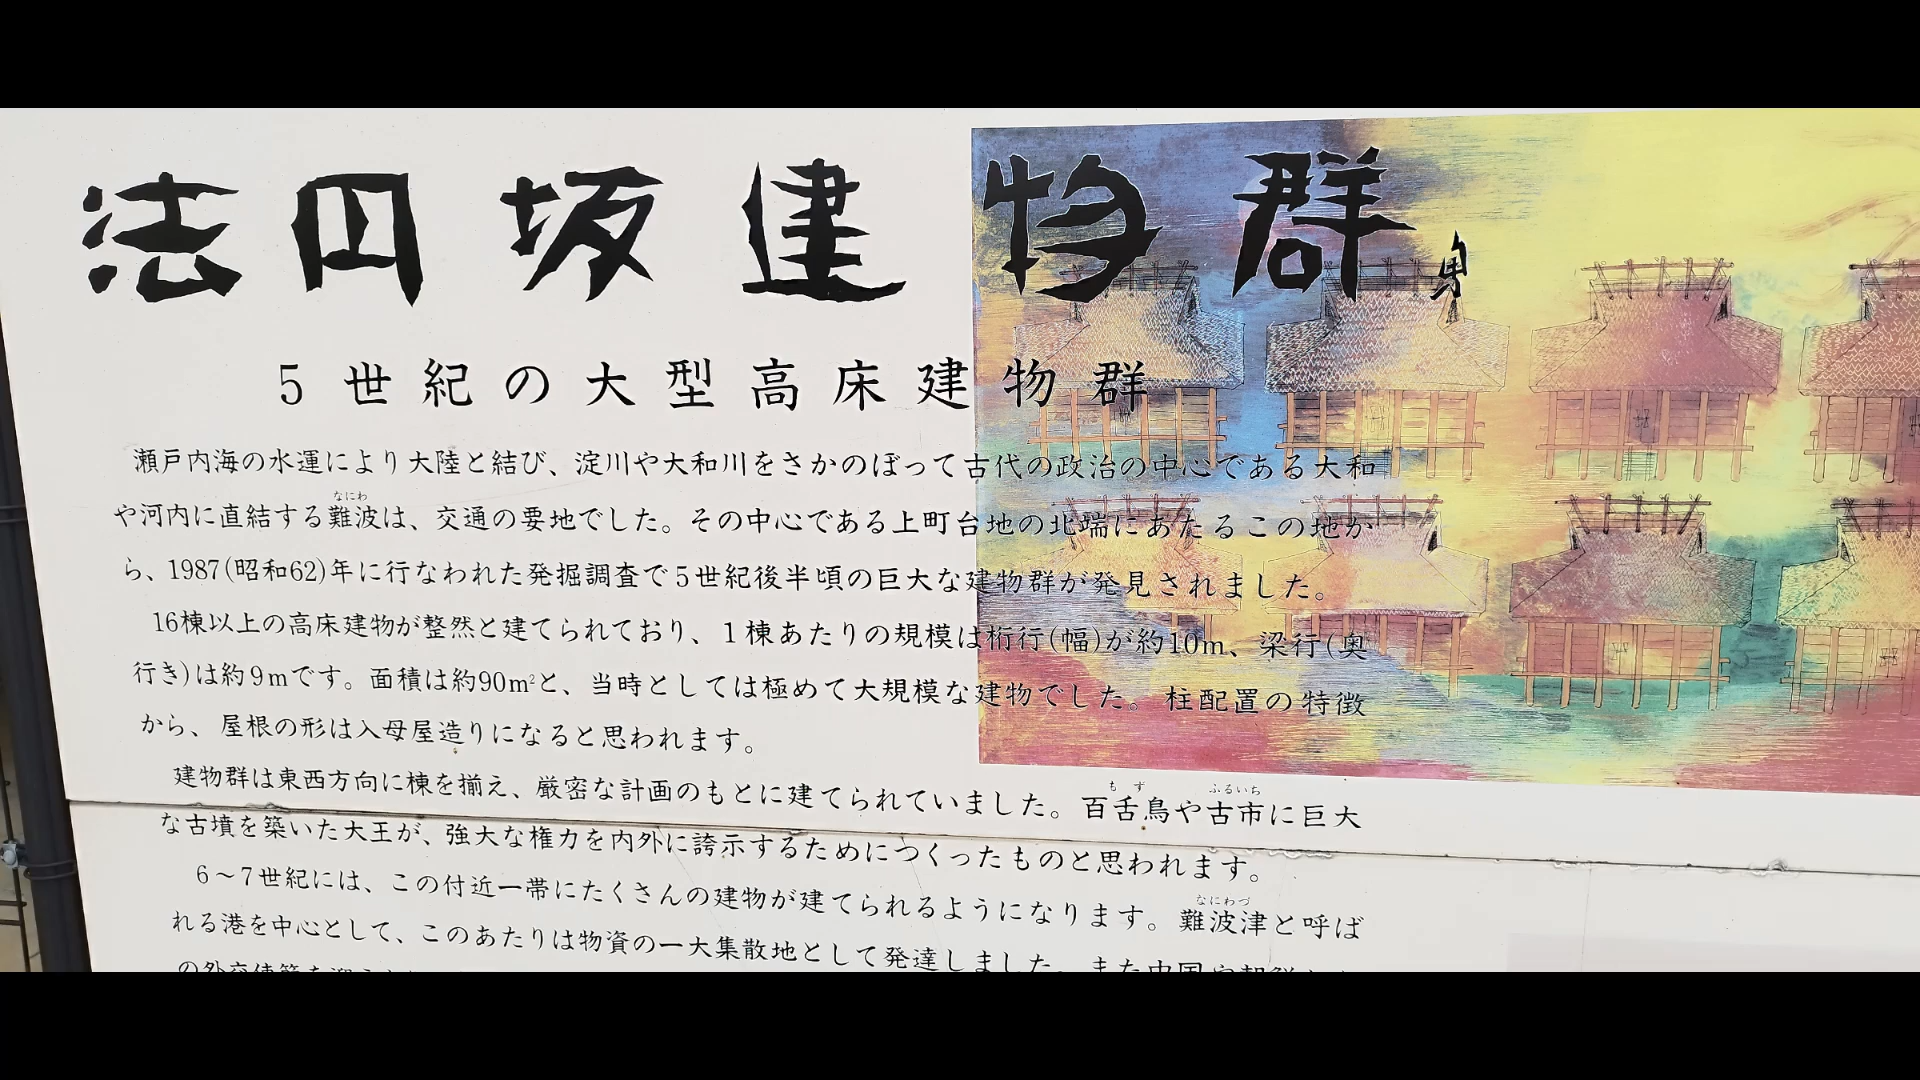 法円坂建物群
5世紀の大型高床建物群
瀬戸内海の水運により大陸と結び、淀川や大和川をさかのぼって古代の政治の中心である大和
なにわ
や河内に直結する難波は、交通の要地でした。その中心である上町台地の北端にあたるこの地か
ら、1987(昭和62)年に行なわれた発掘調査で5世紀後半頃の巨大な建物群が発見されました。
16棟以上の高床建物が整然と建てられており、1棟あたりの規模は桁行(幅)が約10m、梁行(奥
行き)は約9mです。面積は約90m²と、当時としては極めて大規模な建物でした。柱配置の特徴
から、屋根の形は入母屋造りになると思われます。
もず ふるいち
建物群は東西方向に棟を揃え、厳密な計画のもとに建てられていました。百舌鳥や古市に巨大
な古墳を築いた大王が、強大な権力を内外に誇示するためにつくったものと思われます。
なにわづ
6～7世紀には、この付近一帯にたくさんの建物が建てられるようになります。難波津と呼ば
れる港を中心として、このあたりは物資の一大集散地として発達しました。また中国や朝鮮